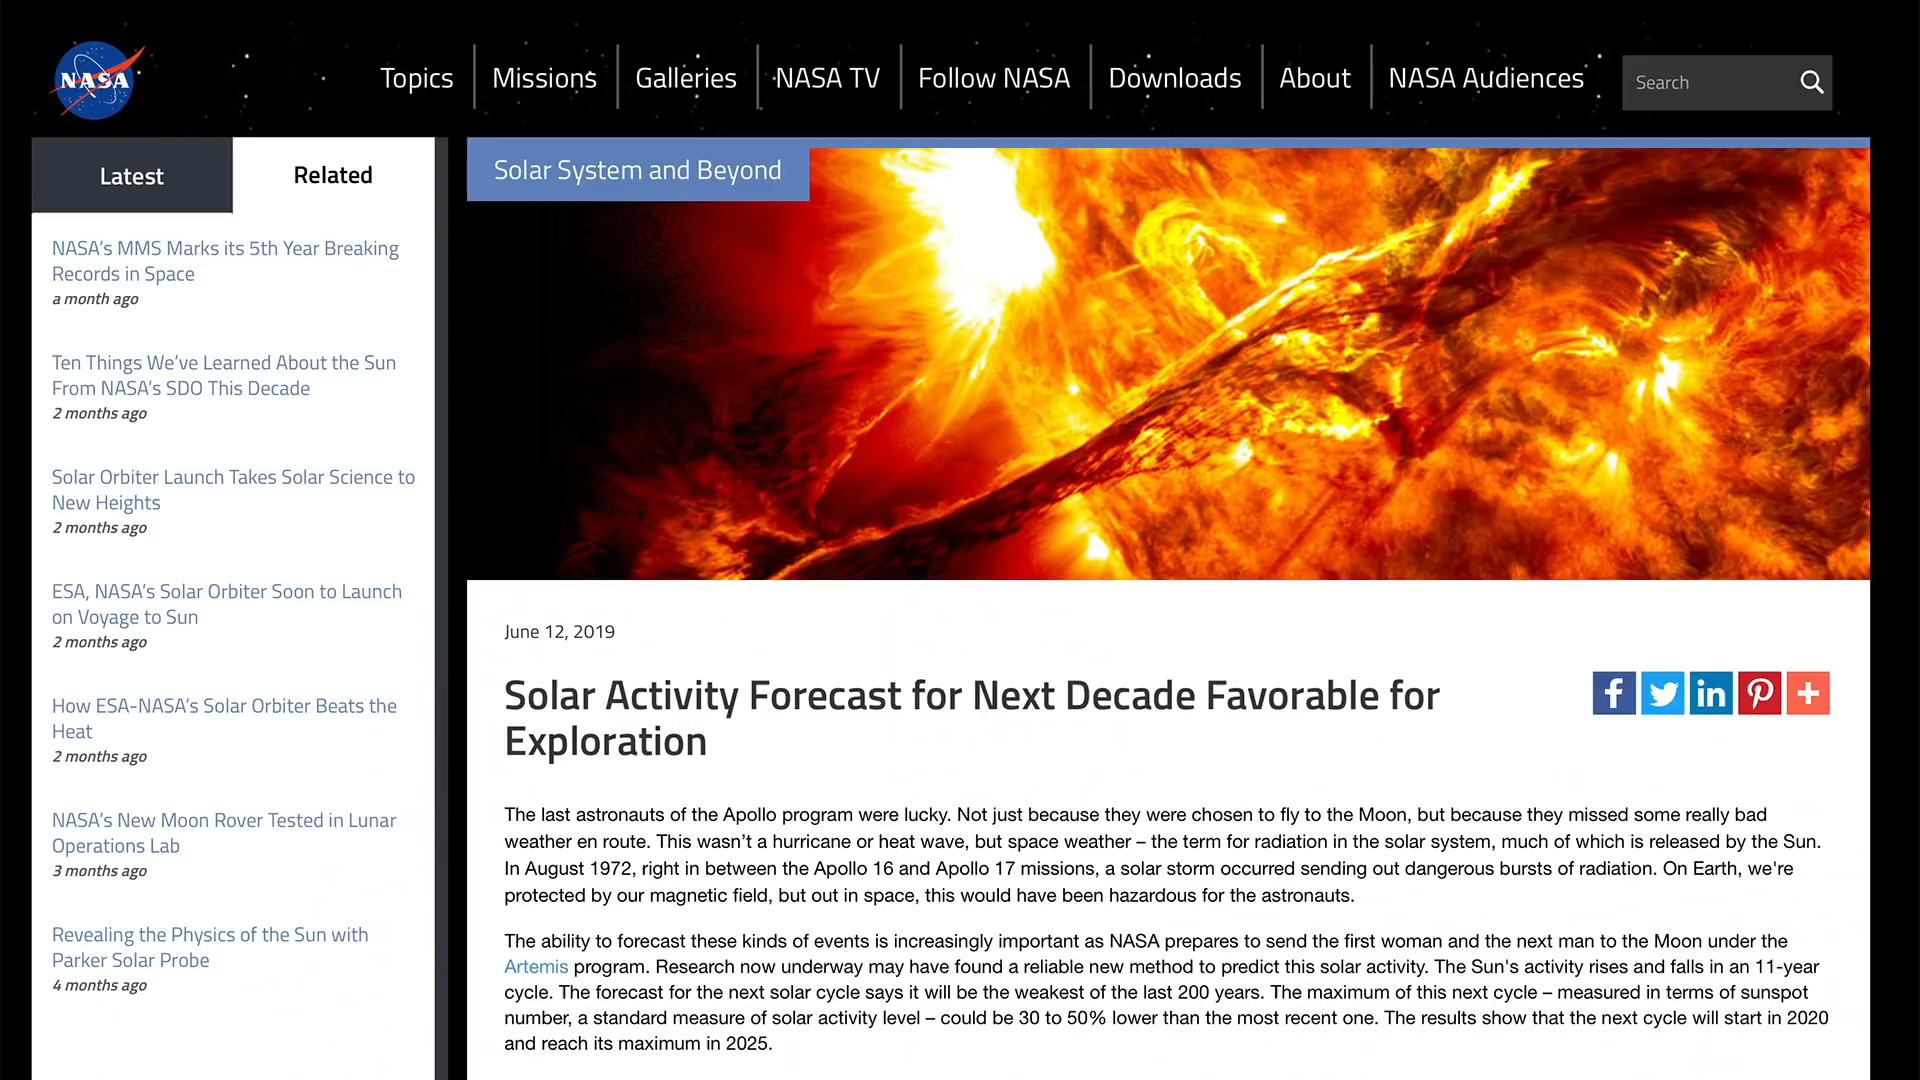 NASA
Topics
Missions
Galleries
NASA TV
Follow NASA
Downloads
About
NASA Audiences
Search
Latest
Related
NASA’s MMS Marks its 5th Year Breaking
Records in Space
a month ago
Ten Things We’ve Learned About the Sun
From NASA’s SDO This Decade
2 months ago
Solar Orbiter Launch Takes Solar Science to
New Heights
2 months ago
ESA, NASA’s Solar Orbiter Soon to Launch
on Voyage to Sun
2 months ago
How ESA-NASA’s Solar Orbiter Beats the
Heat
2 months ago
NASA’s New Moon Rover Tested in Lunar
Operations Lab
3 months ago
Revealing the Physics of the Sun with
Parker Solar Probe
4 months ago
Solar System and Beyond
June 12, 2019
Solar Activity Forecast for Next Decade Favorable for
Exploration
The last astronauts of the Apollo program were lucky. Not just because they were chosen to fly to the Moon, but because they missed some really bad
weather en route. This wasn’t a hurricane or heat wave, but space weather – the term for radiation in the solar system, much of which is released by the Sun.
In August 1972, right in between the Apollo 16 and Apollo 17 missions, a solar storm occurred sending out dangerous bursts of radiation. On Earth, we're
protected by our magnetic field, but out in space, this would have been hazardous for the astronauts.
The ability to forecast these kinds of events is increasingly important as NASA prepares to send the first woman and the next man to the Moon under the
Artemis program. Research now underway may have found a reliable new method to predict this solar activity. The Sun's activity rises and falls in an 11-year
cycle. The forecast for the next solar cycle says it will be the weakest of the last 200 years. The maximum of this next cycle – measured in terms of sunspot
number, a standard measure of solar activity level – could be 30 to 50% lower than the most recent one. The results show that the next cycle will start in 2020
and reach its maximum in 2025.